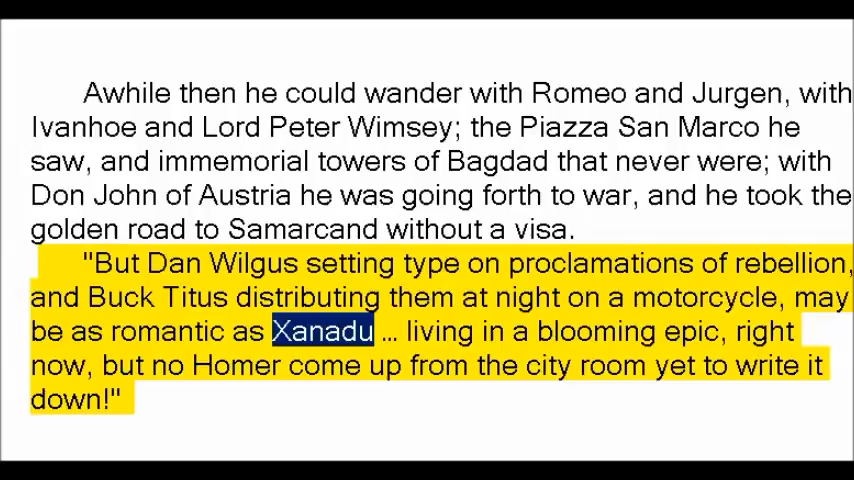 Awhile then he could wander with Romeo and Jurgen, with
Ivanhoe and Lord Peter Wimsey; the Piazza San Marco he
saw, and immemorial towers of Bagdad that never were; with
Don John of Austria he was going forth to war, and he took the
golden road to Samarcand without a visa.
"But Dan Wilgus setting type on proclamations of rebellion,
and Buck Titus distributing them at night on a motorcycle, may
be as romantic as Xanadu ... living in a blooming epic, right
now, but no Homer come up from the city room yet to write it
down!"